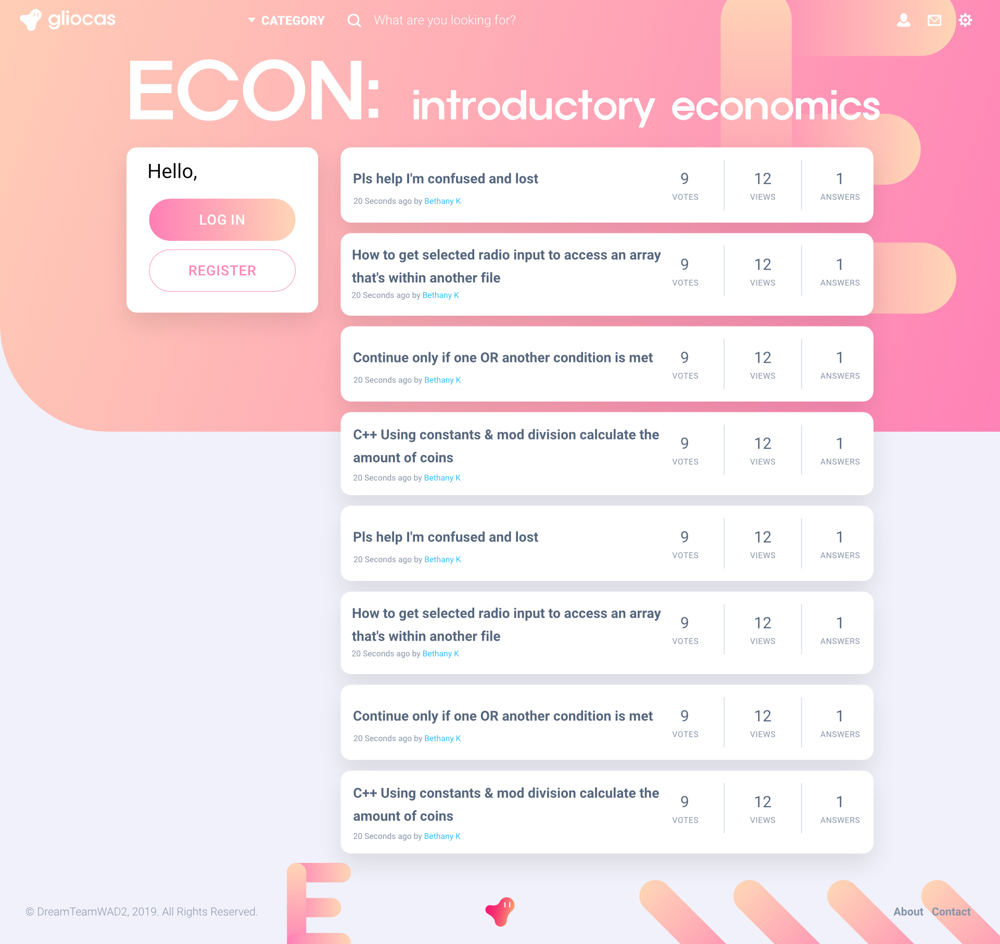 gliocas
CATEGORY
What are you looking for?
ECON: introductory economics
Hello,
LOG IN
REGISTER
Pls help I'm confused and lost
20 Seconds ago by Bethany K
9
VOTES
12
VIEWS
1
ANSWERS
How to get selected radio input to access an array
that's within another file
20 Seconds ago by Bethany K
9
VOTES
12
VIEWS
1
ANSWERS
Continue only if one OR another condition is met
20 Seconds ago by Bethany K
9
VOTES
12
VIEWS
1
ANSWERS
C++ Using constants & mod division calculate the
amount of coins
20 Seconds ago by Bethany K
9
VOTES
12
VIEWS
1
ANSWERS
Pls help I'm confused and lost
20 Seconds ago by Bethany K
9
VOTES
12
VIEWS
1
ANSWERS
How to get selected radio input to access an array
that's within another file
20 Seconds ago by Bethany K
9
VOTES
12
VIEWS
1
ANSWERS
Continue only if one OR another condition is met
20 Seconds ago by Bethany K
9
VOTES
12
VIEWS
1
ANSWERS
C++ Using constants & mod division calculate the
amount of coins
20 Seconds ago by Bethany K
9
VOTES
12
VIEWS
1
ANSWERS
© DreamTeamWAD2, 2019. All Rights Reserved.
About Contact